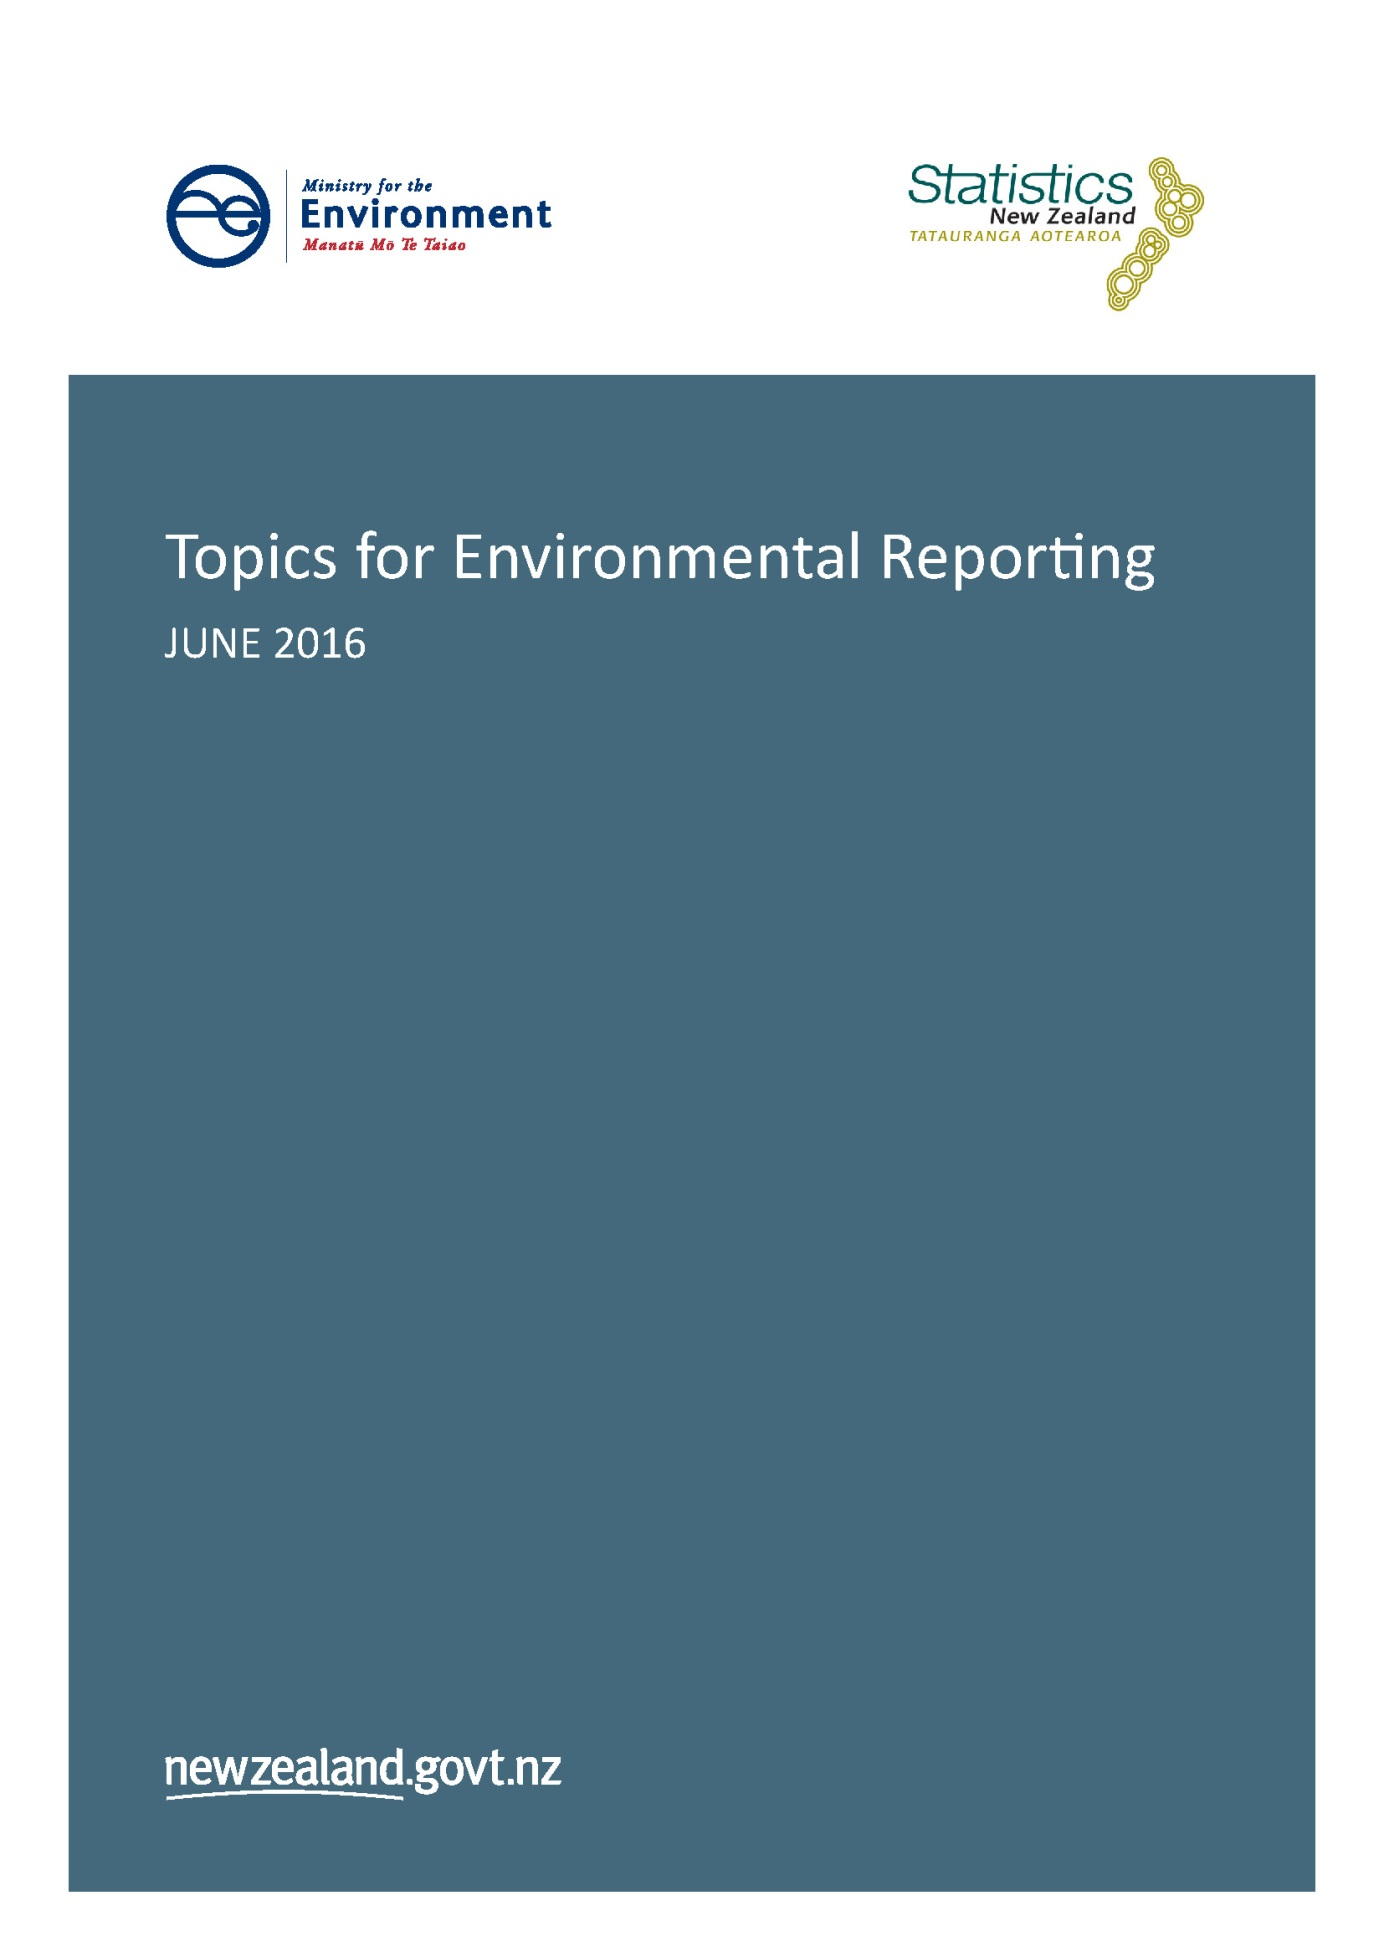 Ministry for the
Environment
Manatū Mō Te Taiao
Statistics
New Zealand
TATAURANGA AOTEAROA
Topics for Environmental Reporting
JUNE 2016
newzealand.govt.nz